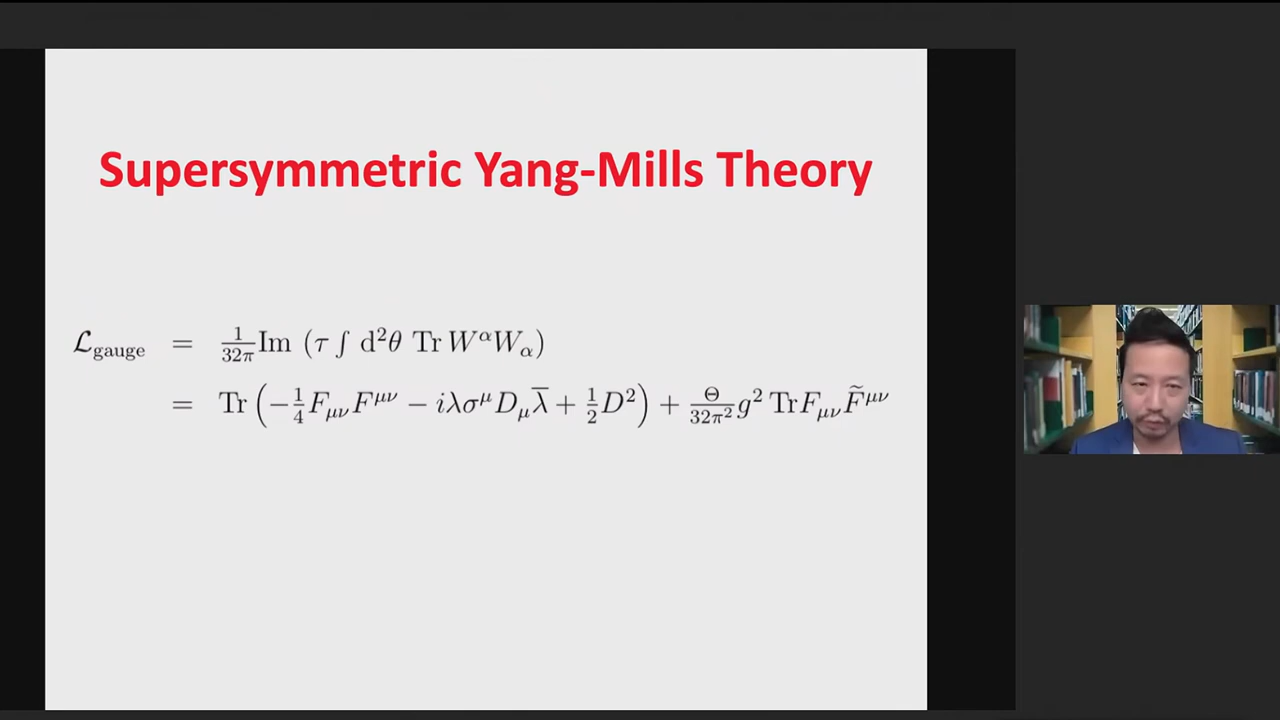 Supersymmetric Yang-Mills Theory
ℒ_gauge = 1/32π Im (τ ∫ d²θ Tr W^α W_α)
= Tr (−1/4 F_μν F^μν − iλσ^μ D_μ λ̅ + 1/2 D²) + Θ/32π² g² Tr F_μν F̃^μν